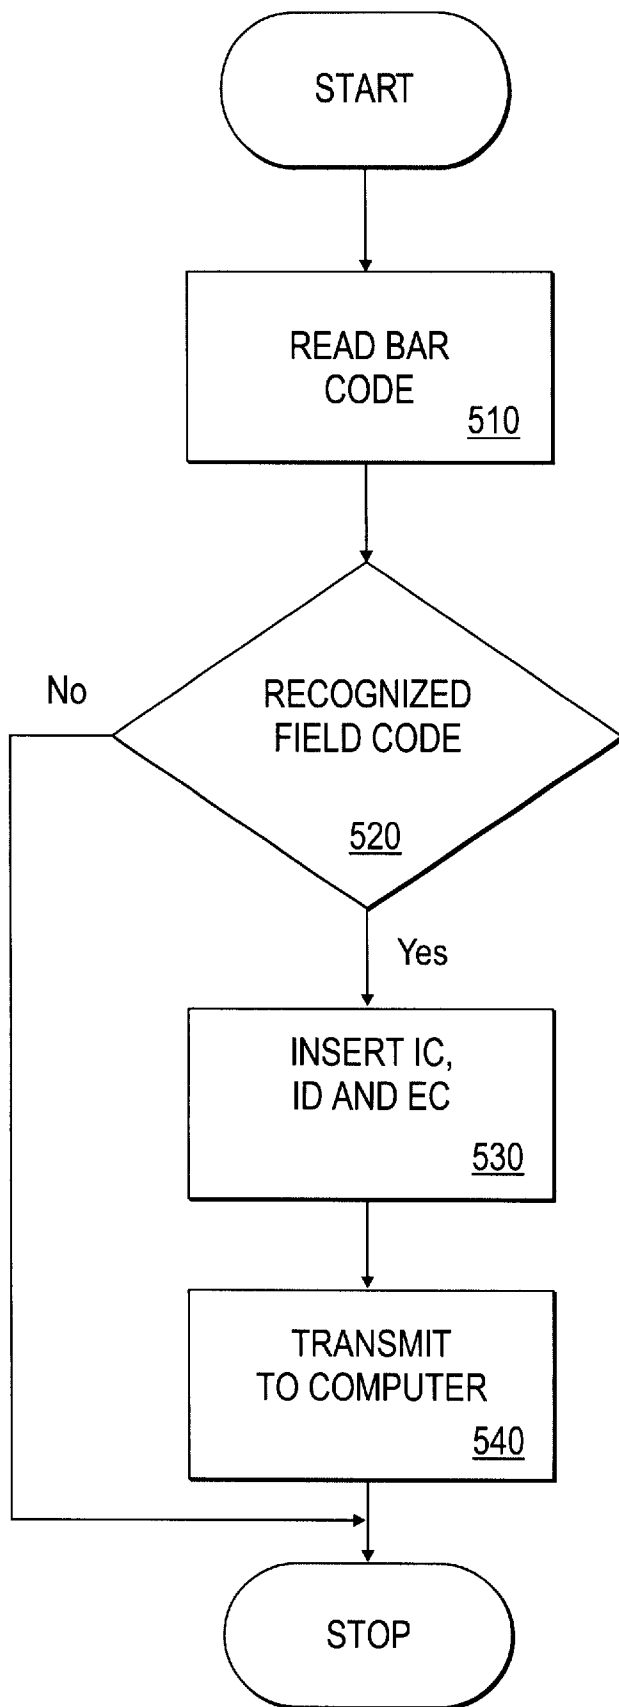 START
READ BAR
CODE
510
No
RECOGNIZED
FIELD CODE
520
Yes
INSERT IC,
ID AND EC
530
TRANSMIT
TO COMPUTER
540
STOP